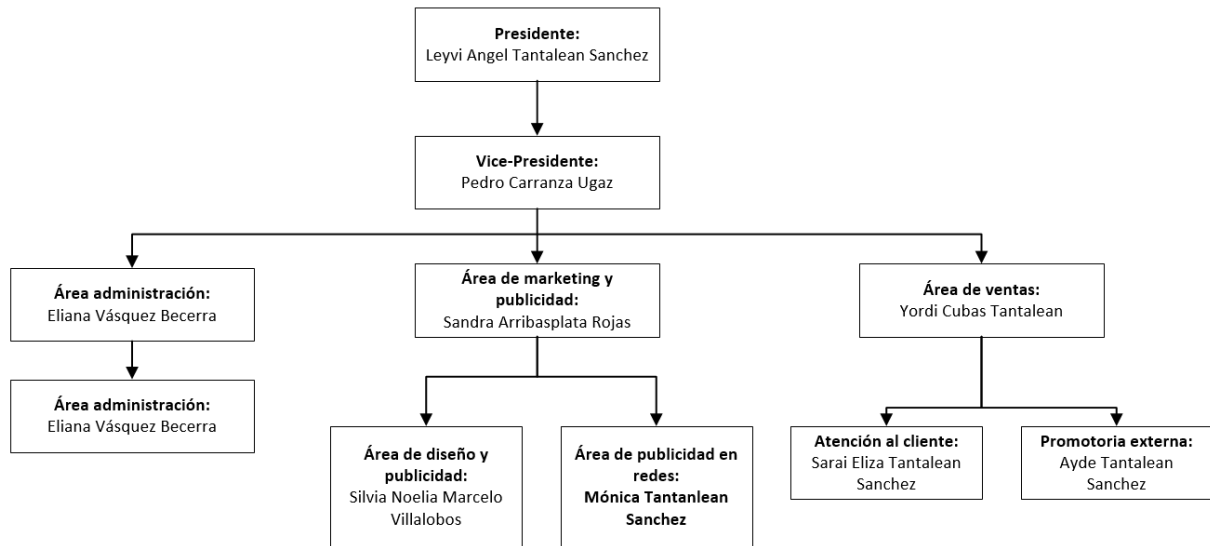 Presidente:
Leyvi Angel Tantalean Sanchez
Vice-Presidente:
Pedro Carranza Ugaz
Área administración:
Eliana Vásquez Becerra
Área de marketing y
publicidad:
Sandra Arribasplata Rojas
Área de ventas:
Yordi Cubas Tantalean
Área administración:
Eliana Vásquez Becerra
Área de diseño y
publicidad:
Silvia Noelia Marcelo
Villalobos
Área de publicidad en
redes:
Mónica Tantanlean
Sanchez
Atención al cliente:
Sarai Eliza Tantalean
Sanchez
Promotoria externa:
Ayde Tantalean
Sanchez